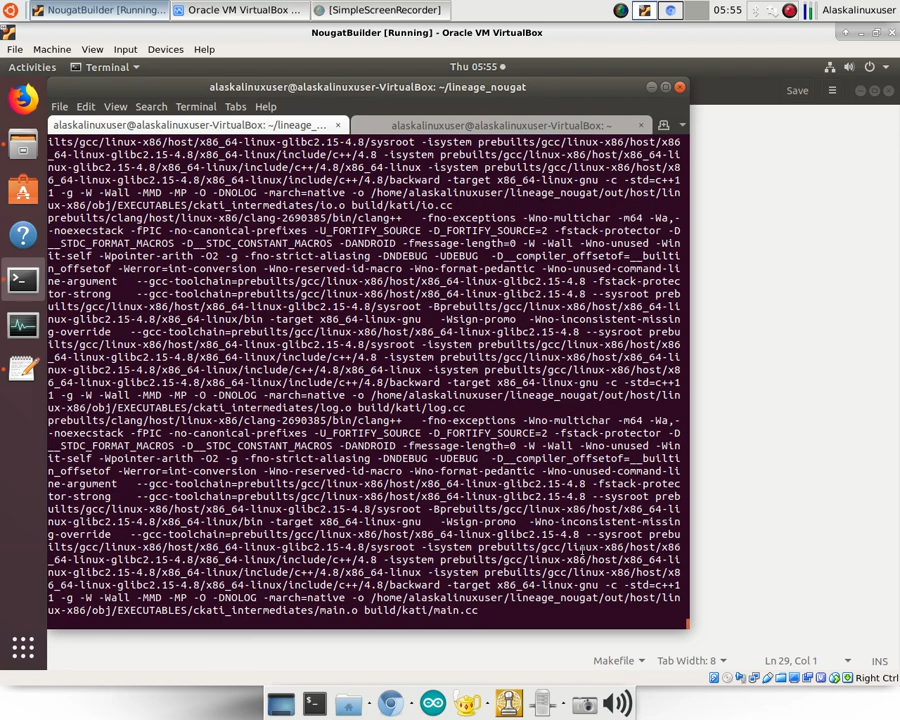 NougatBuilder [Running...
Oracle VM VirtualBox ...
[SimpleScreenRecorder]
05:55
Alaskalinuxuser
NougatBuilder [Running] - Oracle VM VirtualBox
File Machine View Input Devices Help
Activities
Terminal
Thu 05:55
alaskalinuxuser@alaskalinuxuser-VirtualBox: ~/lineage_nougat
Save
File Edit View Search Terminal Tabs Help
alaskalinuxuser@alaskalinuxuser-VirtualBox: ~/lineage_...
alaskalinuxuser@alaskalinuxuser-VirtualBox: ~
ilts/gcc/linux-x86/host/x86_64-linux-glibc2.15-4.8/sysroot -isystem prebuilts/gcc/linux-x86/host/x86
_64-linux-glibc2.15-4.8/x86_64-linux/include/c++/4.8 -isystem prebuilts/gcc/linux-x86/host/x86_64-li
nux-glibc2.15-4.8/x86_64-linux/include/c++/4.8/x86_64-linux -isystem prebuilts/gcc/linux-x86/host/x8
6_64-linux-glibc2.15-4.8/x86_64-linux/include/c++/4.8/backward -target x86_64-linux-gnu -c -std=c++1
1 -g -W -Wall -MMD -MP -O -DNOLOG -march=native -o /home/alaskalinuxuser/lineage_nougat/out/host/lin
ux-x86/obj/EXECUTABLES/ckati_intermediates/io.o build/kati/io.cc
prebuilts/clang/host/linux-x86/clang-2690385/bin/clang++ -fno-exceptions -Wno-multichar -m64 -Wa,-
-noexecstack -fPIC -no-canonical-prefixes -U_FORTIFY_SOURCE -D_FORTIFY_SOURCE=2 -fstack-protector -D
__STDC_FORMAT_MACROS -D__STDC_CONSTANT_MACROS -DANDROID -fmessage-length=0 -W -Wall -Wno-unused -Win
it-self -Wpointer-arith -O2 -g -fno-strict-aliasing -DNDEBUG -UDEBUG -D__compiler_offsetof=__builti
n_offsetof -Werror=int-conversion -Wno-reserved-id-macro -Wno-format-pedantic -Wno-unused-command-li
ne-argument --gcc-toolchain=prebuilts/gcc/linux-x86/host/x86_64-linux-glibc2.15-4.8 -fstack-protec
tor-strong --gcc-toolchain=prebuilts/gcc/linux-x86/host/x86_64-linux-glibc2.15-4.8 --sysroot preb
uilts/gcc/linux-x86/host/x86_64-linux-glibc2.15-4.8/sysroot -Bprebuilts/gcc/linux-x86/host/x86_64-li
nux-glibc2.15-4.8/x86_64-linux/bin -target x86_64-linux-gnu -Wsign-promo -Wno-inconsistent-missin
g-override --gcc-toolchain=prebuilts/gcc/linux-x86/host/x86_64-linux-glibc2.15-4.8 --sysroot prebu
ilts/gcc/linux-x86/host/x86_64-linux-glibc2.15-4.8/sysroot -isystem prebuilts/gcc/linux-x86/host/x86
_64-linux-glibc2.15-4.8/x86_64-linux/include/c++/4.8 -isystem prebuilts/gcc/linux-x86/host/x86_64-li
nux-glibc2.15-4.8/x86_64-linux/include/c++/4.8/x86_64-linux -isystem prebuilts/gcc/linux-x86/host/x8
6_64-linux-glibc2.15-4.8/x86_64-linux/include/c++/4.8/backward -target x86_64-linux-gnu -c -std=c++1
1 -g -W -Wall -MMD -MP -O -DNOLOG -march=native -o /home/alaskalinuxuser/lineage_nougat/out/host/lin
ux-x86/obj/EXECUTABLES/ckati_intermediates/log.o build/kati/log.cc
prebuilts/clang/host/linux-x86/clang-2690385/bin/clang++ -fno-exceptions -Wno-multichar -m64 -Wa,-
-noexecstack -fPIC -no-canonical-prefixes -U_FORTIFY_SOURCE -D_FORTIFY_SOURCE=2 -fstack-protector -D
__STDC_FORMAT_MACROS -D__STDC_CONSTANT_MACROS -DANDROID -fmessage-length=0 -W -Wall -Wno-unused -Win
it-self -Wpointer-arith -O2 -g -fno-strict-aliasing -DNDEBUG -UDEBUG -D__compiler_offsetof=__builti
n_offsetof -Werror=int-conversion -Wno-reserved-id-macro -Wno-format-pedantic -Wno-unused-command-li
ne-argument --gcc-toolchain=prebuilts/gcc/linux-x86/host/x86_64-linux-glibc2.15-4.8 -fstack-protec
tor-strong --gcc-toolchain=prebuilts/gcc/linux-x86/host/x86_64-linux-glibc2.15-4.8 --sysroot preb
uilts/gcc/linux-x86/host/x86_64-linux-glibc2.15-4.8/sysroot -Bprebuilts/gcc/linux-x86/host/x86_64-li
nux-glibc2.15-4.8/x86_64-linux/bin -target x86_64-linux-gnu -Wsign-promo -Wno-inconsistent-missin
g-override --gcc-toolchain=prebuilts/gcc/linux-x86/host/x86_64-linux-glibc2.15-4.8 --sysroot prebu
ilts/gcc/linux-x86/host/x86_64-linux-glibc2.15-4.8/sysroot -isystem prebuilts/gcc/linux-x86/host/x86
_64-linux-glibc2.15-4.8/x86_64-linux/include/c++/4.8 -isystem prebuilts/gcc/linux-x86/host/x86_64-li
nux-glibc2.15-4.8/x86_64-linux/include/c++/4.8/x86_64-linux -isystem prebuilts/gcc/linux-x86/host/x8
6_64-linux-glibc2.15-4.8/x86_64-linux/include/c++/4.8/backward -target x86_64-linux-gnu -c -std=c++1
1 -g -W -Wall -MMD -MP -O -DNOLOG -march=native -o /home/alaskalinuxuser/lineage_nougat/out/host/lin
ux-x86/obj/EXECUTABLES/ckati_intermediates/main.o build/kati/main.cc
Makefile
Tab Width: 8
Ln 29, Col 1
INS
Right Ctrl